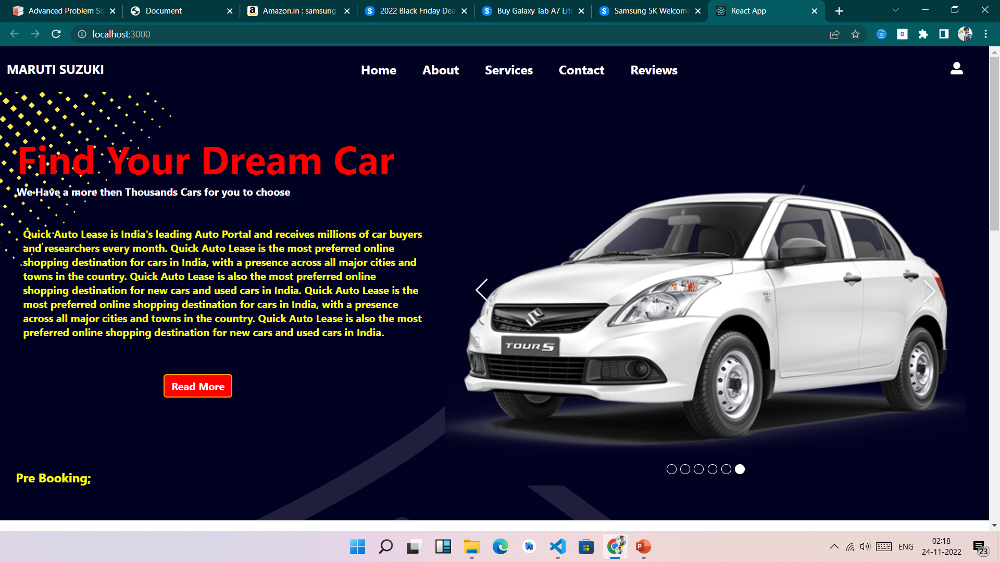 Advanced Problem So
Document
Amazon.in : samsung
2022 Black Friday Dea
Buy Galaxy Tab A7 Lite
Samsung 5K Welcome
React App
localhost:3000
B
MARUTI SUZUKI
Home
About
Services
Contact
Reviews
Find Your Dream Car
We Have a more then Thousands Cars for you to choose
Quick Auto Lease is India's leading Auto Portal and receives millions of car buyers
and researchers every month. Quick Auto Lease is the most preferred online
shopping destination for cars in India, with a presence across all major cities and
towns in the country. Quick Auto Lease is also the most preferred online
shopping destination for new cars and used cars in India. Quick Auto Lease is the
most preferred online shopping destination for cars in India, with a presence
across all major cities and towns in the country. Quick Auto Lease is also the most
preferred online shopping destination for new cars and used cars in India.
TOUR S
Read More
Pre Booking;
ENG
02:18
24-11-2022
23